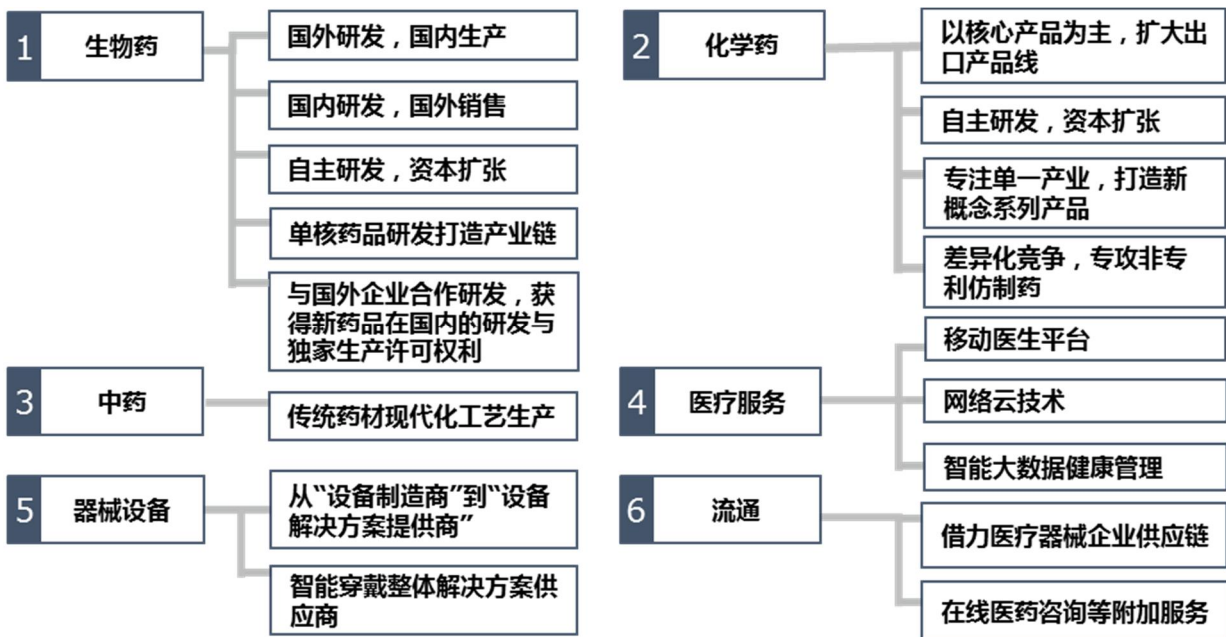 1
生物药
国外研发，国内生产
国内研发，国外销售
自主研发，资本扩张
单核药品研发打造产业链
与国外企业合作研发，获
得新药品在国内的研发与
独家生产许可权利
2
化学药
以核心产品为主，扩大出
口产品线
自主研发，资本扩张
专注单一产业，打造新
概念系列产品
差异化竞争，专攻非专
利仿制药
3
中药
传统药材现代化工艺生产
4
医疗服务
移动医生平台
网络云技术
智能大数据健康管理
5
器械设备
从“设备制造商”到“设备
解决方案提供商”
智能穿戴整体解决方案供
应商
6
流通
借力医疗器械企业供应链
在线医药咨询等附加服务